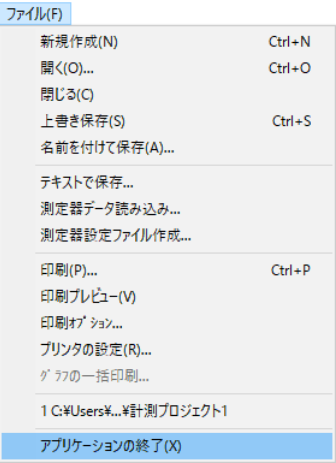 ファイル(F)
新規作成(N) Ctrl+N
開く(O)... Ctrl+O
閉じる(C)
上書き保存(S) Ctrl+S
名前を付けて保存(A)...
テキストで保存...
測定器データ読み込み...
測定器設定ファイル作成...
印刷(P)... Ctrl+P
印刷プレビュー(V)
印刷ｵﾌﾟｼｮﾝ...
プリンタの設定(R)...
ｸﾞﾗﾌの一括印刷...
1 C:¥Users¥...¥計測プロジェクト1
アプリケーションの終了(X)